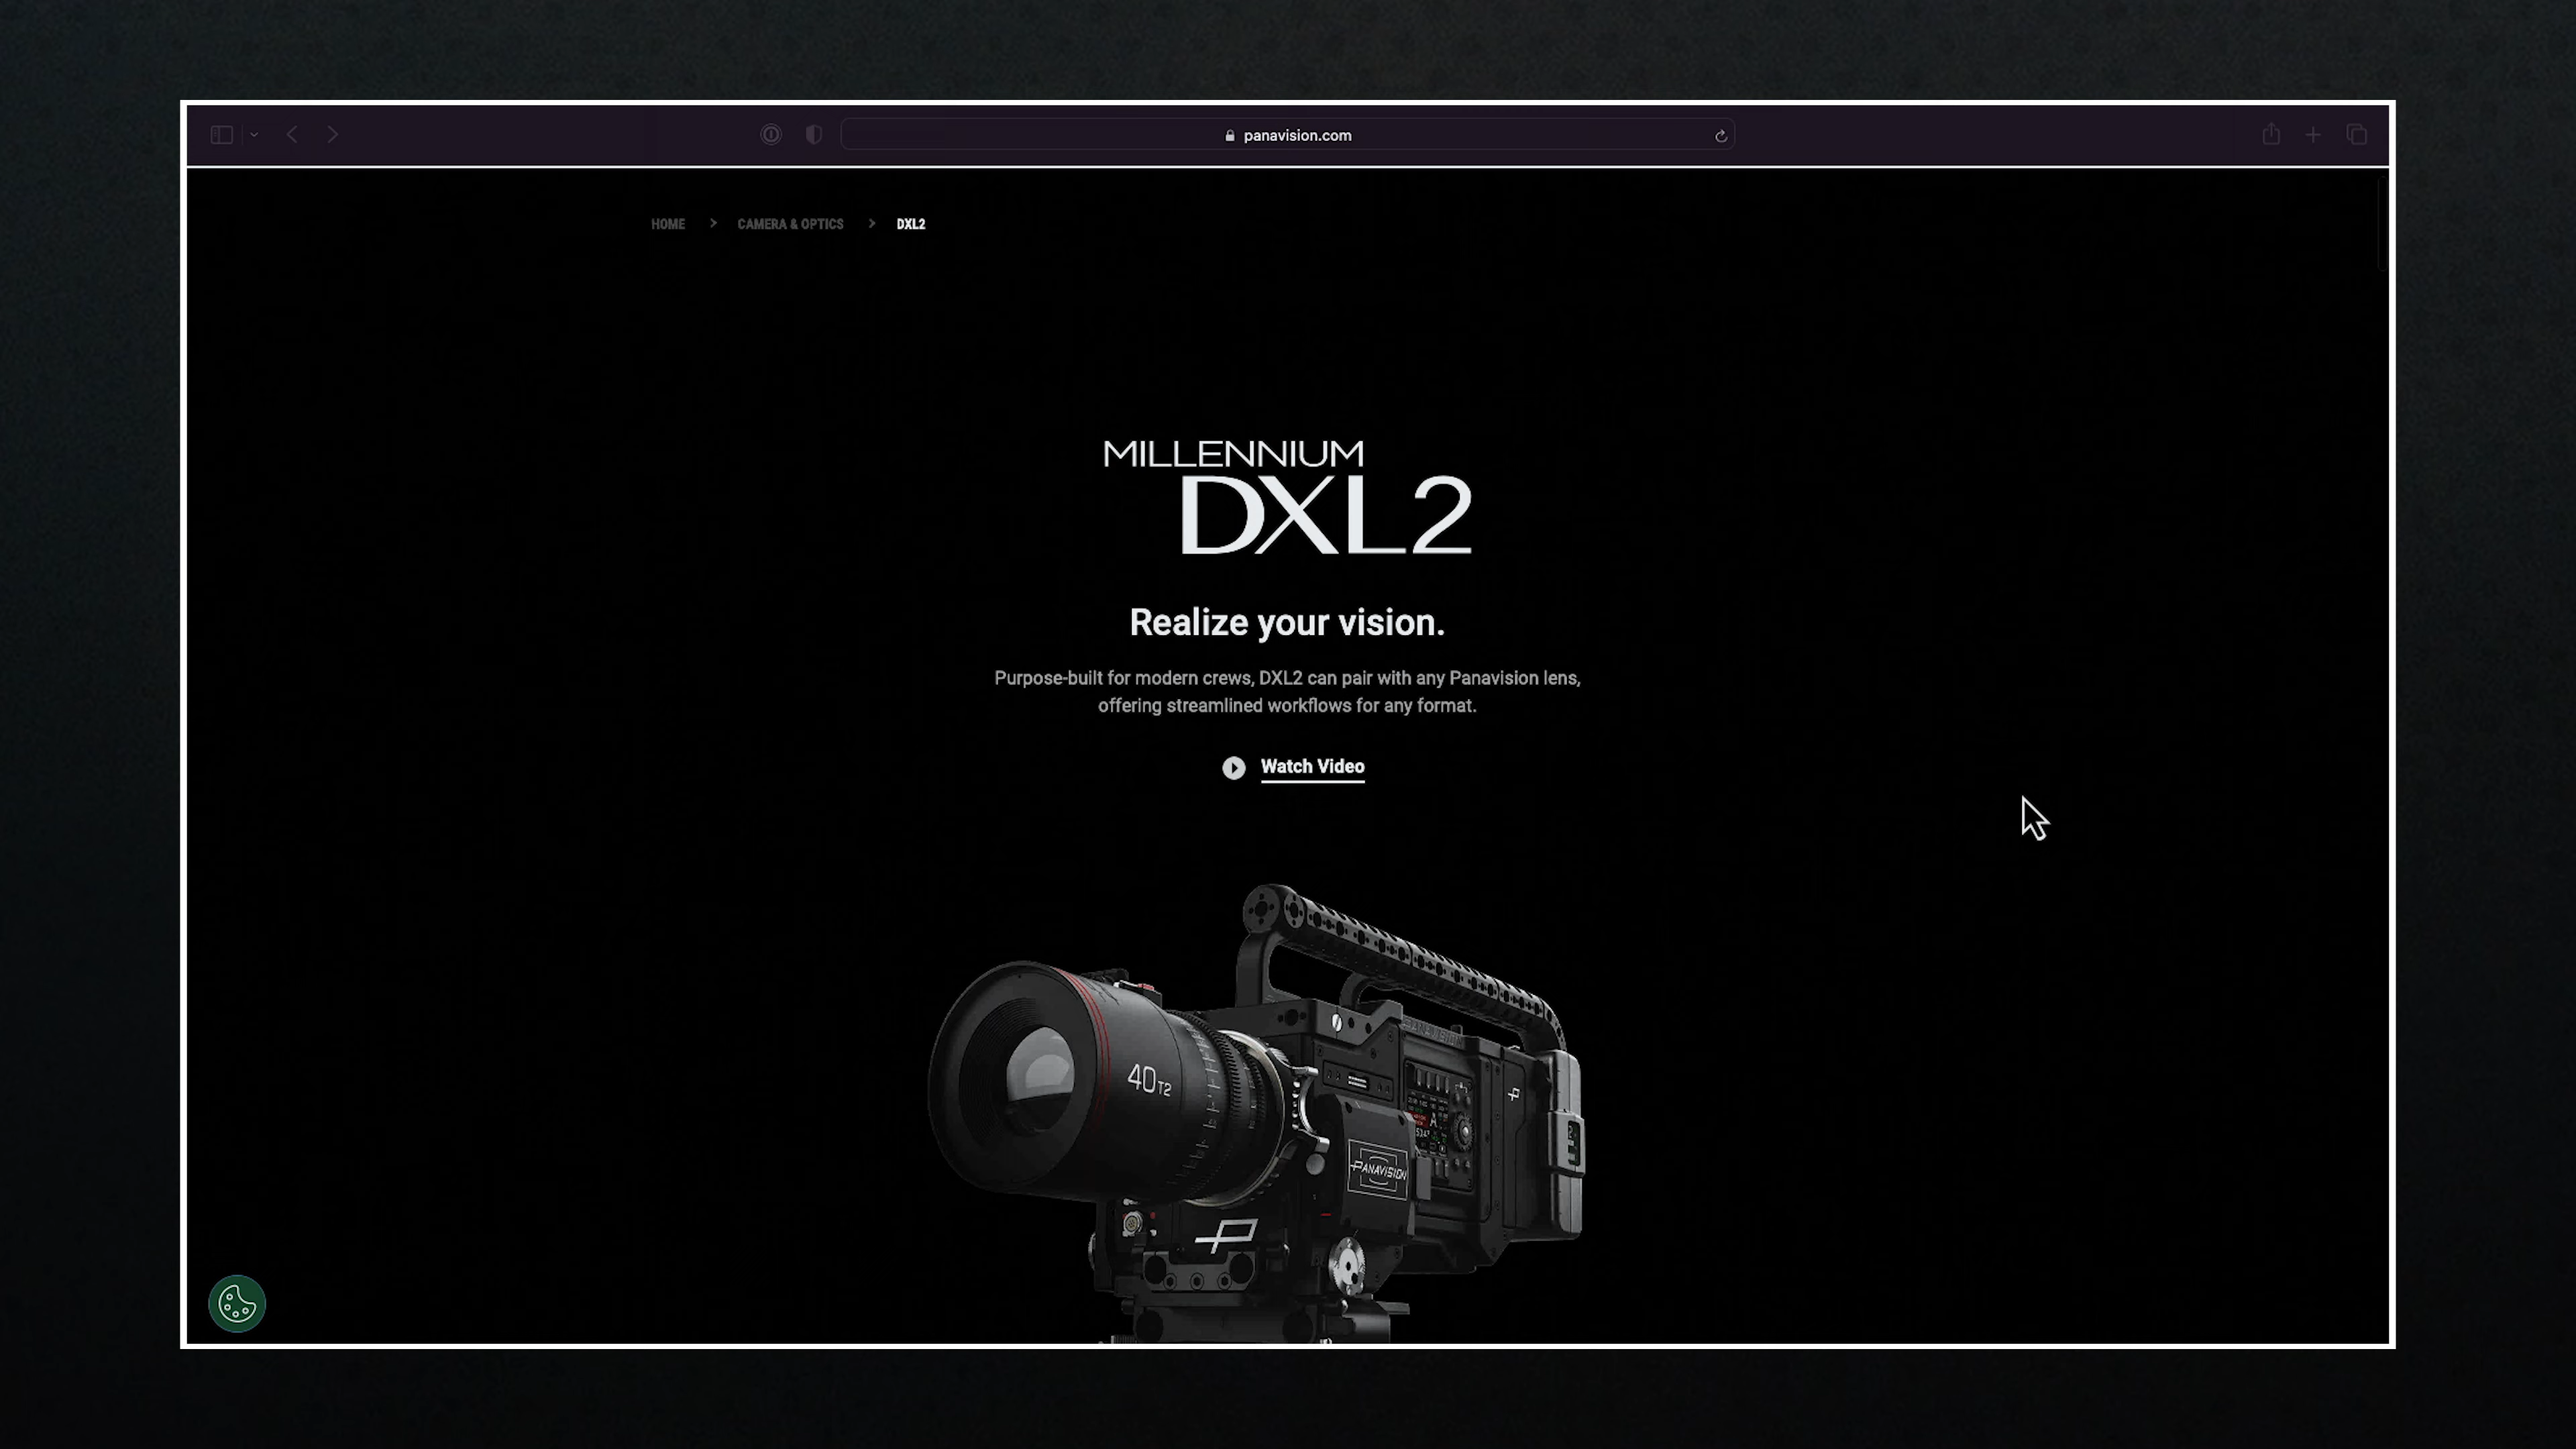 panavision.com
HOME > CAMERA & OPTICS > DXL2
MILLENNIUM
DXL2
Realize your vision.
Purpose-built for modern crews, DXL2 can pair with any Panavision lens,
offering streamlined workflows for any format.
Watch Video
40 T2
PANAVISION